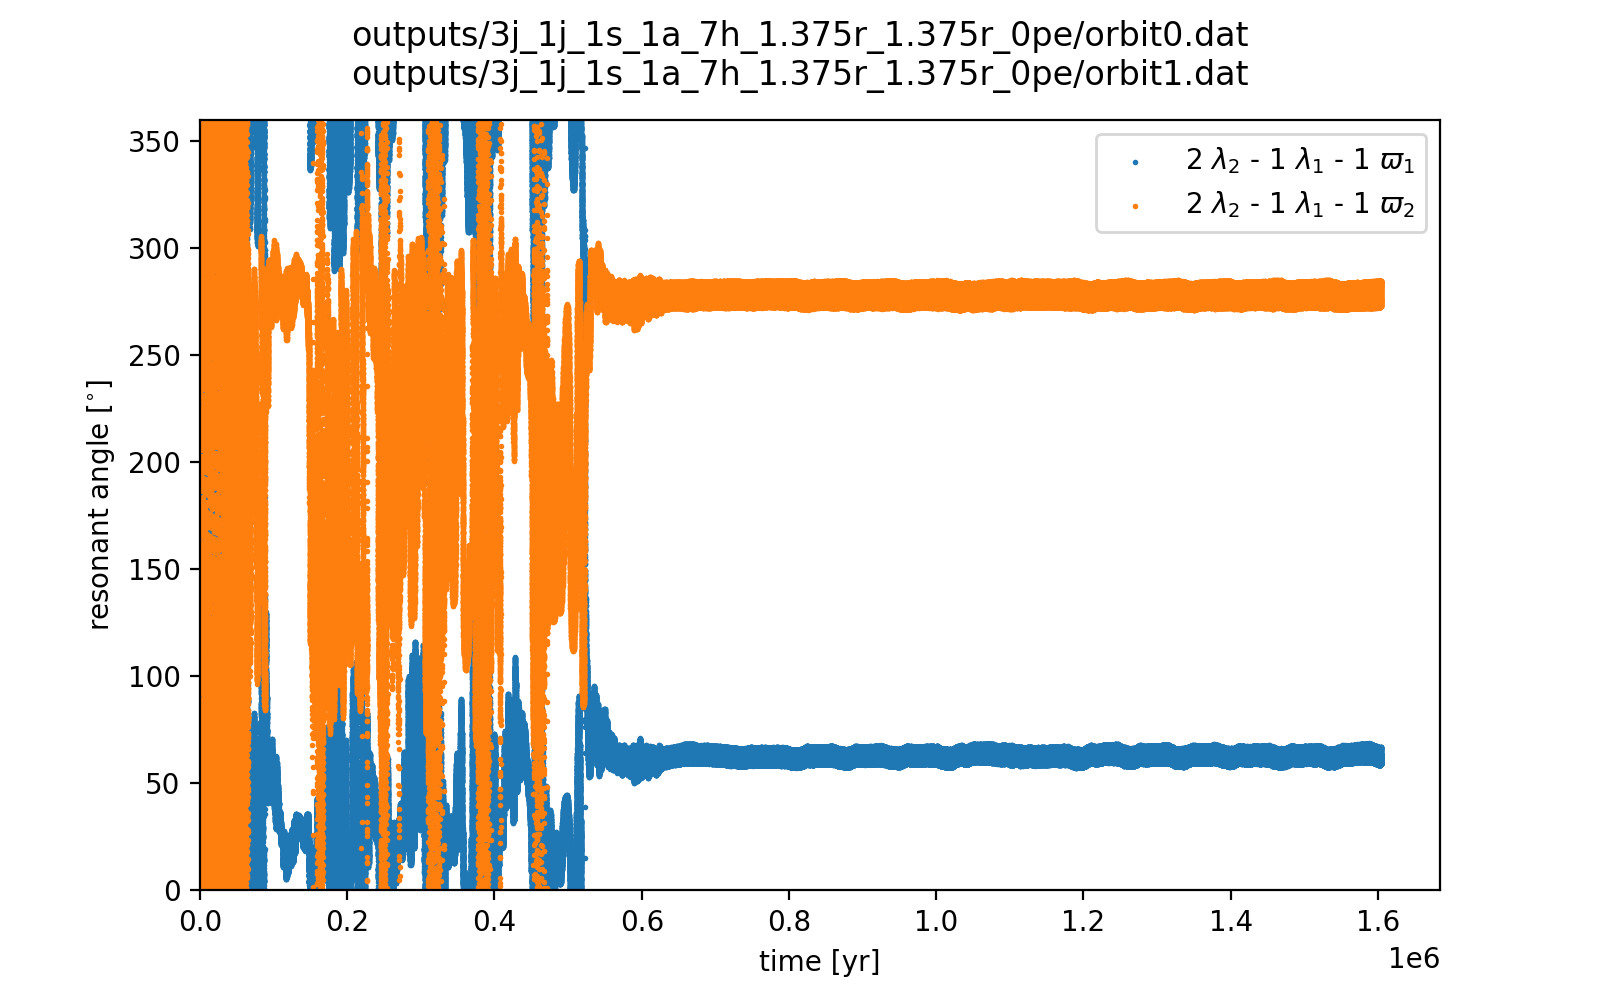 outputs/3j_1j_1s_1a_7h_1.375r_1.375r_0pe/orbit0.dat
outputs/3j_1j_1s_1a_7h_1.375r_1.375r_0pe/orbit1.dat
2 λ₂ - 1 λ₁ - 1 ϖ₁
2 λ₂ - 1 λ₁ - 1 ϖ₂
resonant angle [°]
350
300
250
200
150
100
50
0
0.0 0.2 0.4 0.6 0.8 1.0 1.2 1.4 1.6
1e6
time [yr]